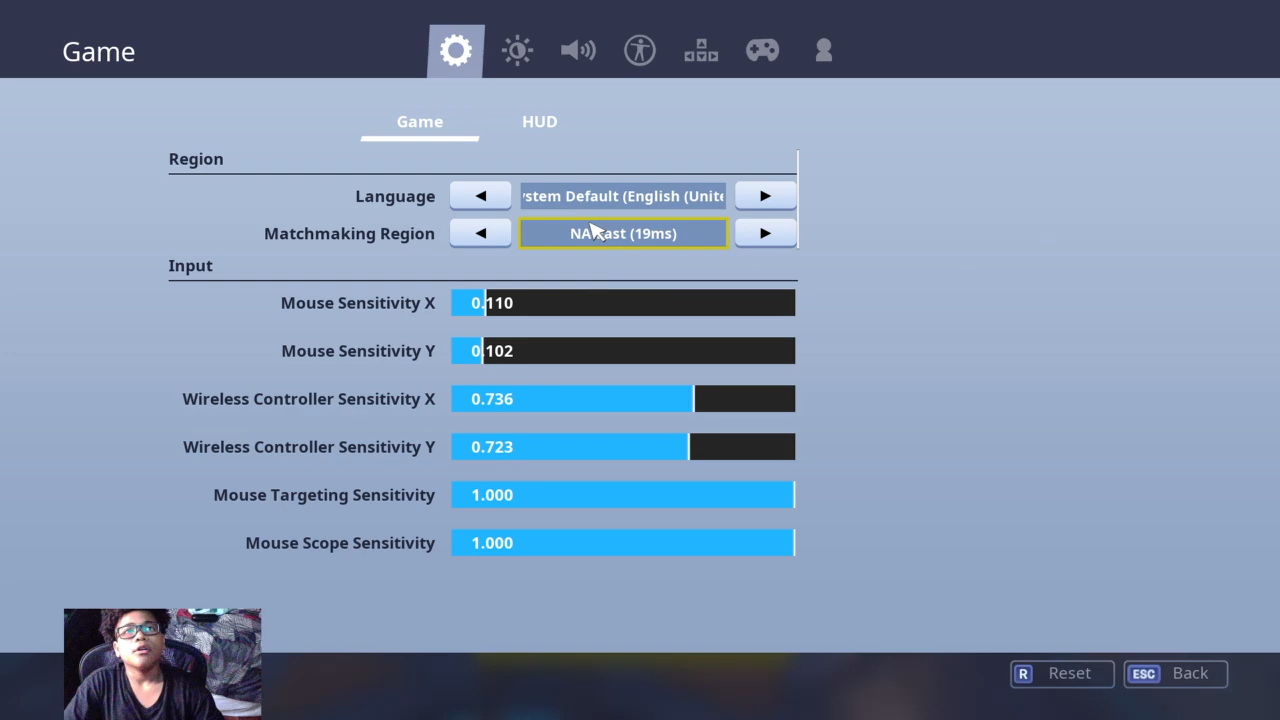 Game
Game HUD
Region
Language ystem Default (English (Unite
Matchmaking Region NA East (19ms)
Input
Mouse Sensitivity X 0.110
Mouse Sensitivity Y 0.102
Wireless Controller Sensitivity X 0.736
Wireless Controller Sensitivity Y 0.723
Mouse Targeting Sensitivity 1.000
Mouse Scope Sensitivity 1.000
R Reset ESC Back